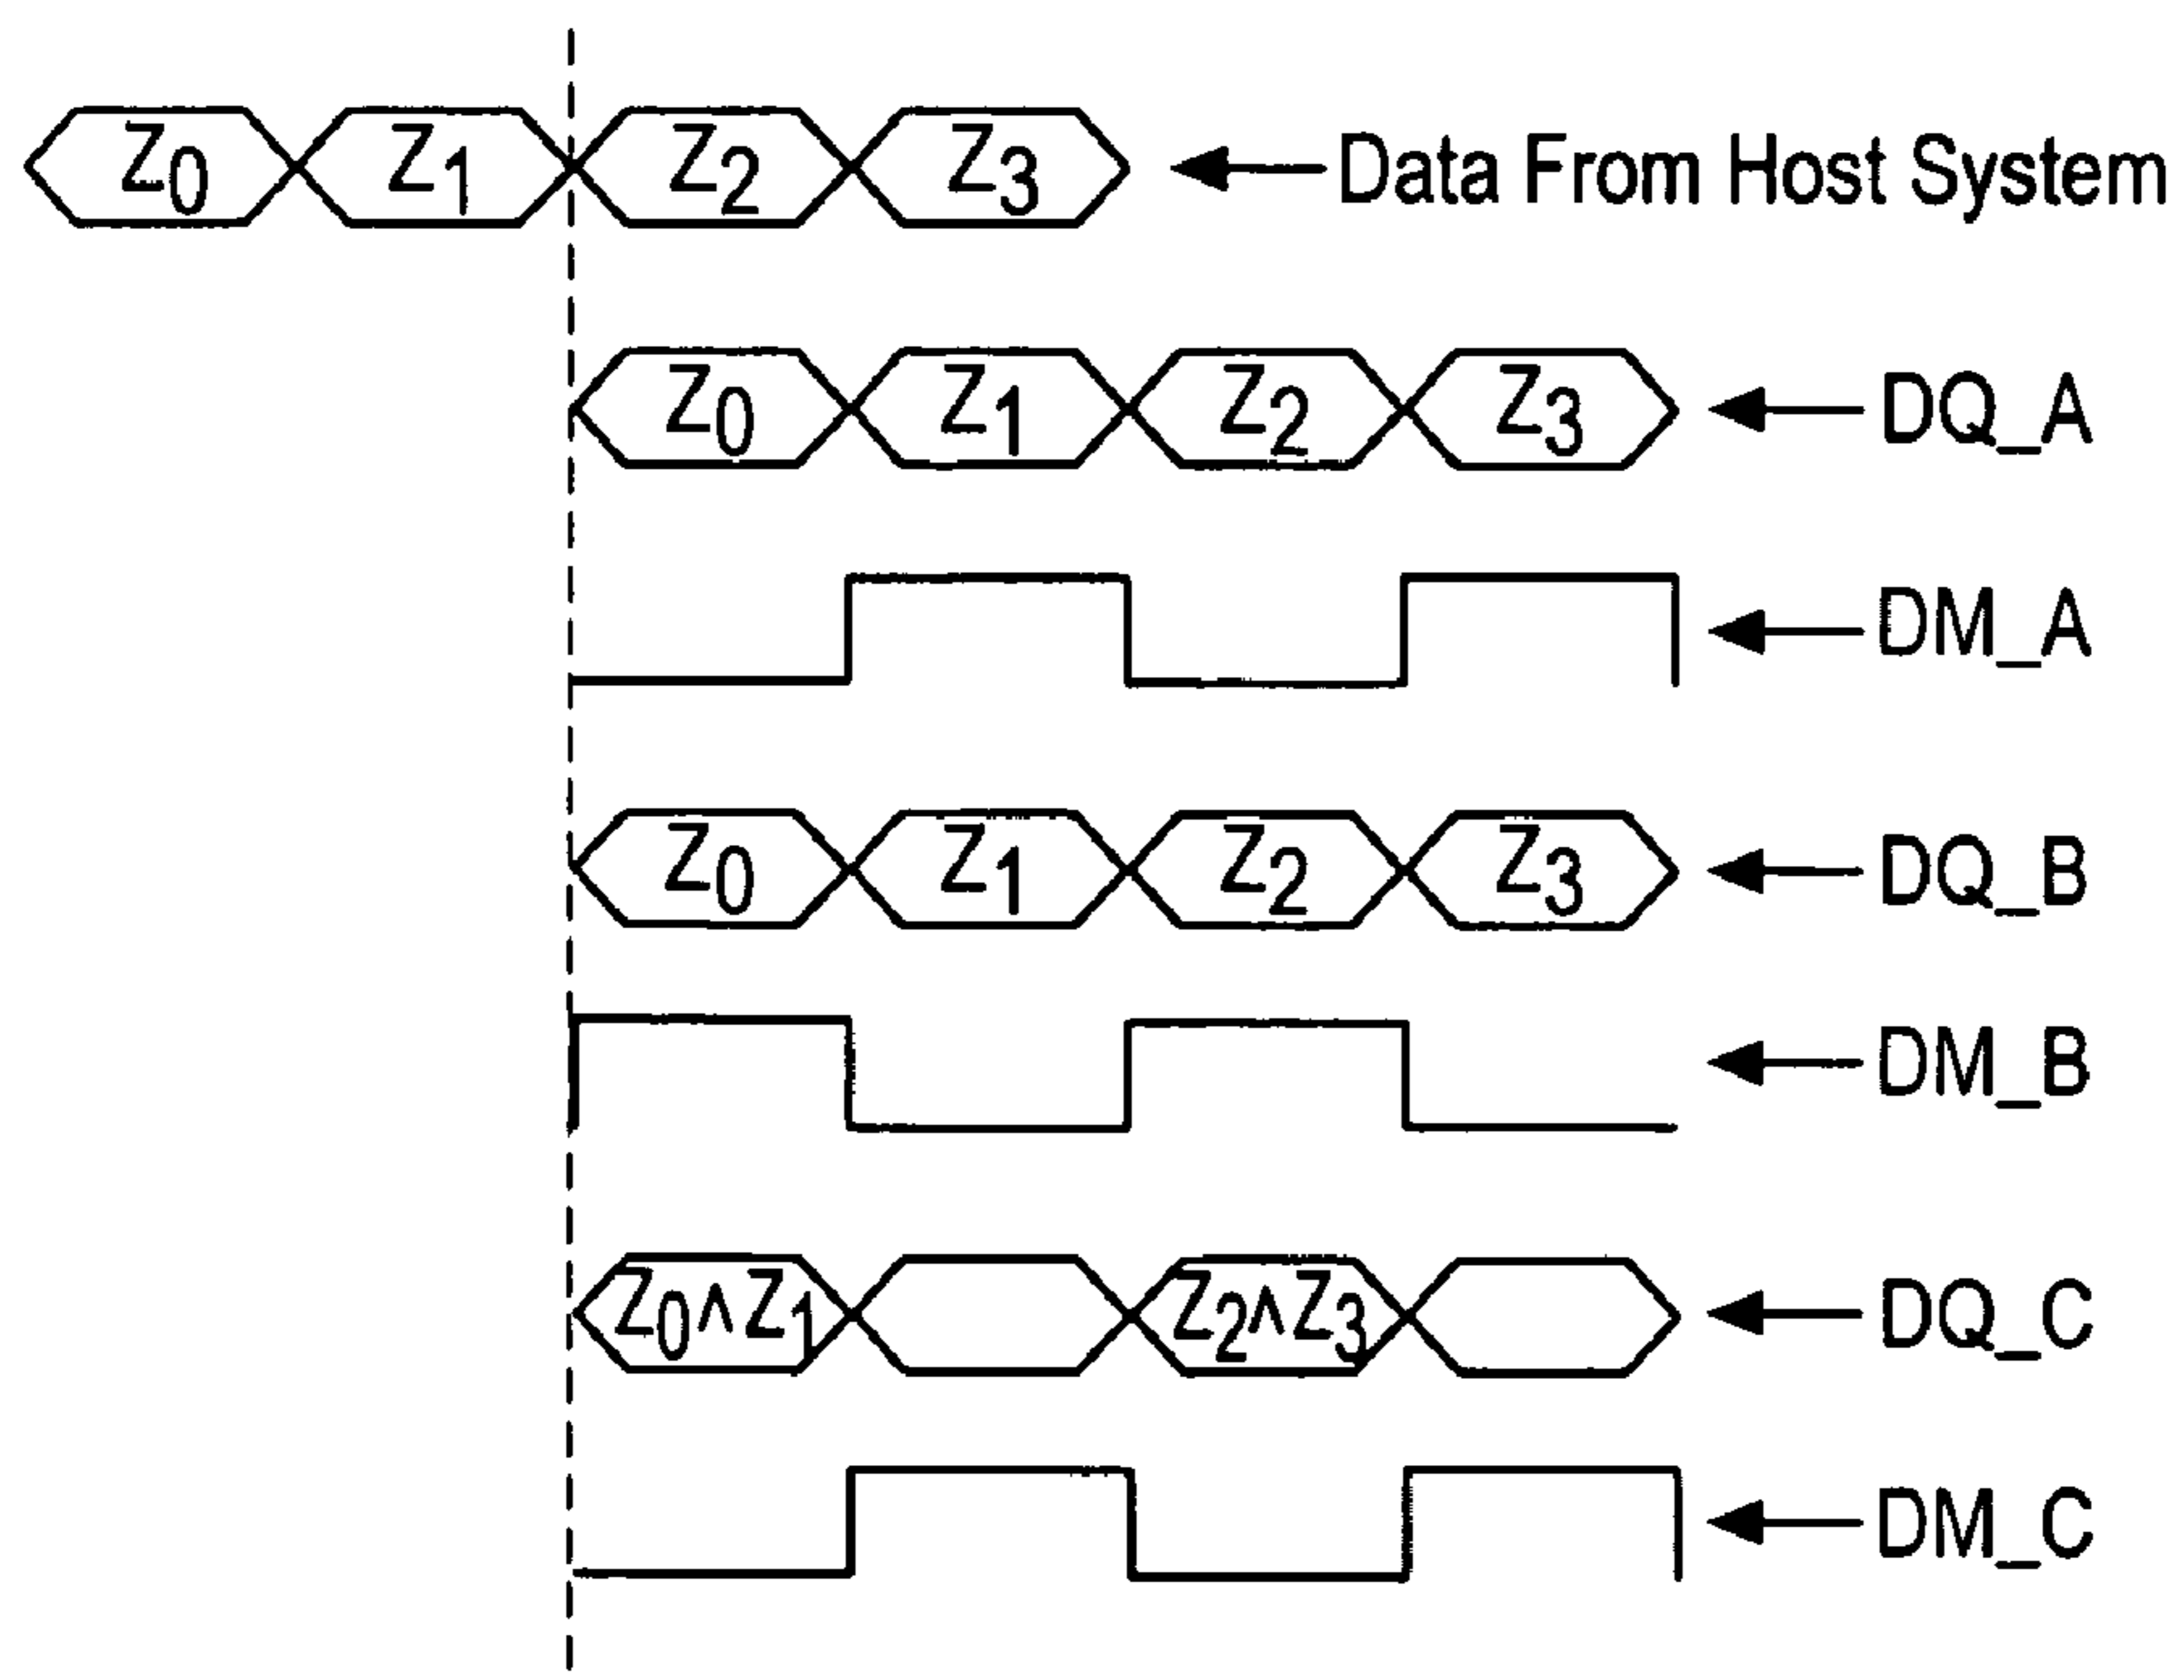 Z0 Z1 Z2 Z3 Data From Host System
Z0 Z1 Z2 Z3 DQ_A
DM_A
Z0 Z1 Z2 Z3 DQ_B
DM_B
Z0∧Z1 Z2∧Z3 DQ_C
DM_C